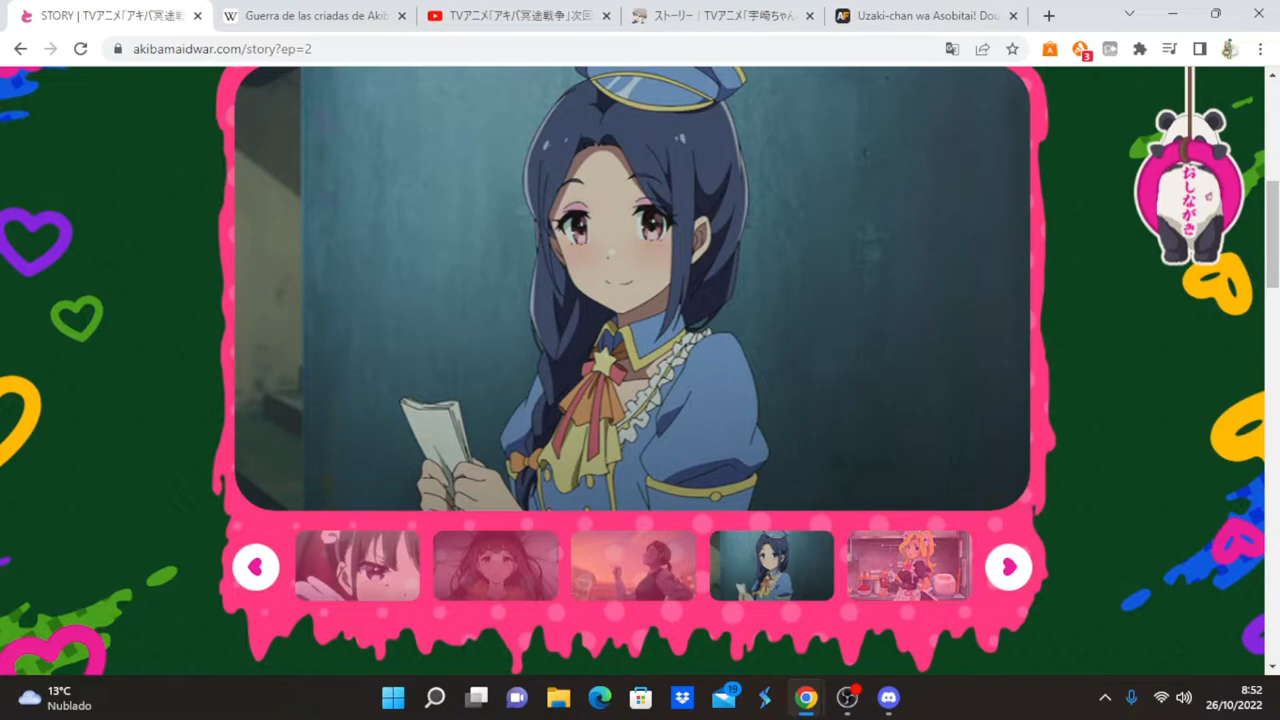 STORY | TVアニメ「アキバ冥途戦
Guerra de las criadas de Akib
TVアニメ「アキバ冥途戦争」次回
ストーリー | TVアニメ「宇崎ちゃん
Uzaki-chan wa Asobitai! Dou
akibamaidwar.com/story?ep=2
3
おしながき
13°C
Nublado
19
8:52
26/10/2022